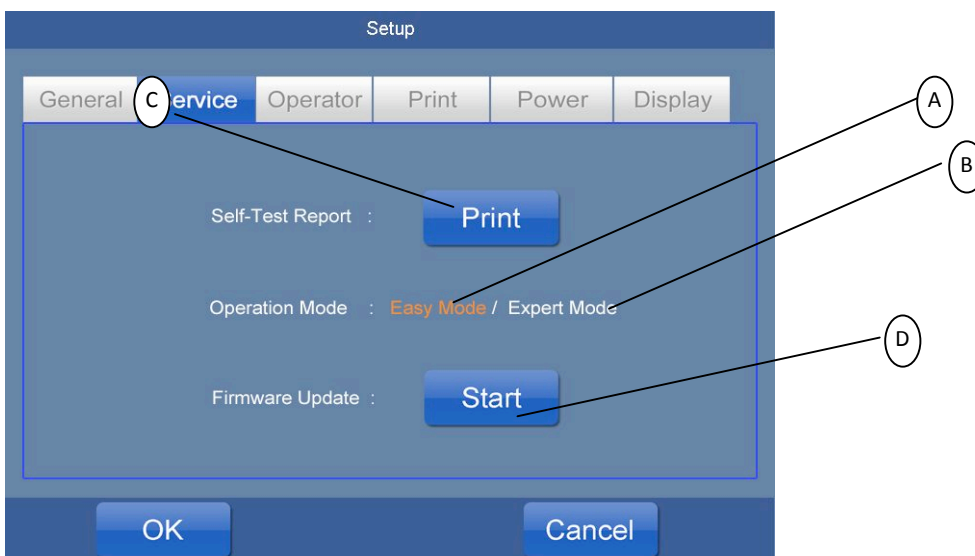 Setup
General C ervice Operator Print Power Display
A
B
Self-Test Report : Print
Operation Mode : Easy Mode / Expert Mode
D
Firmware Update : Start
OK Cancel